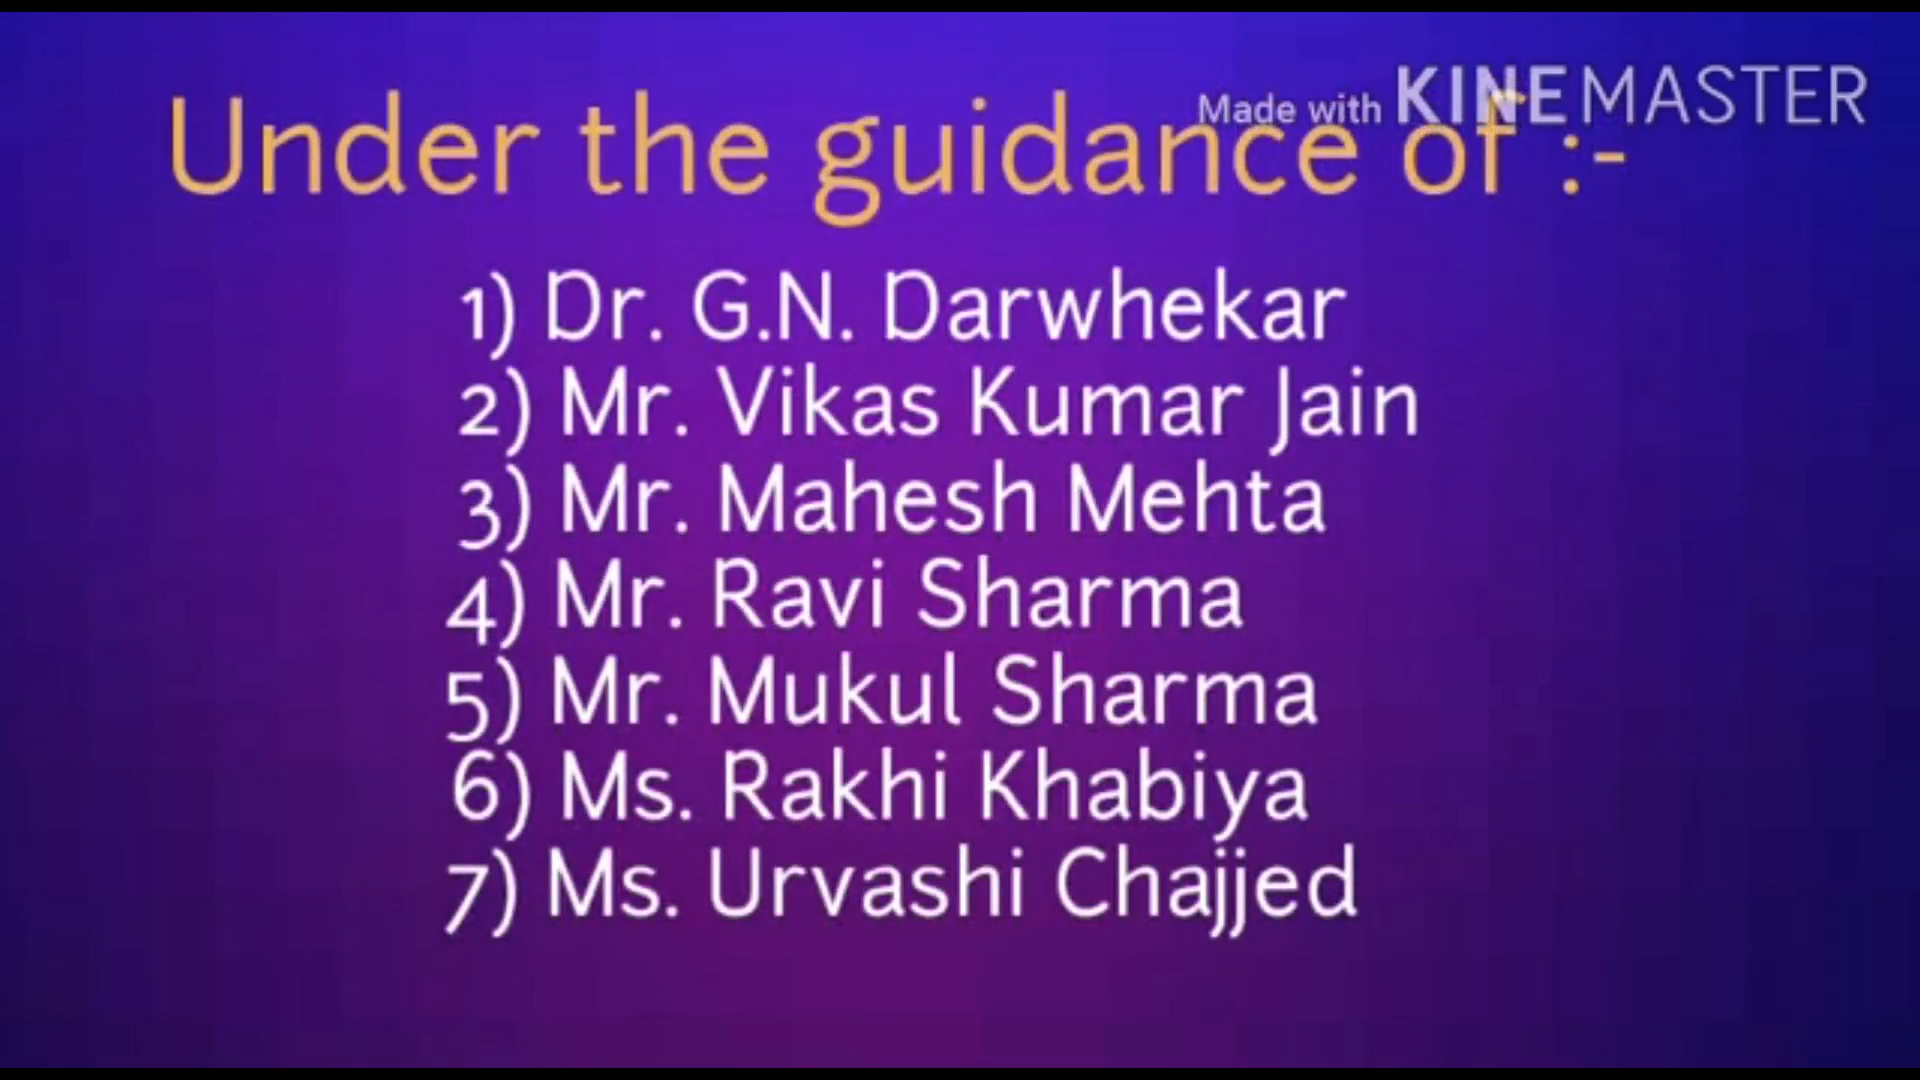 Made with KINEMASTER
Under the guidance of :-
1) Dr. G.N. Darwhekar
2) Mr. Vikas Kumar Jain
3) Mr. Mahesh Mehta
4) Mr. Ravi Sharma
5) Mr. Mukul Sharma
6) Ms. Rakhi Khabiya
7) Ms. Urvashi Chajjed